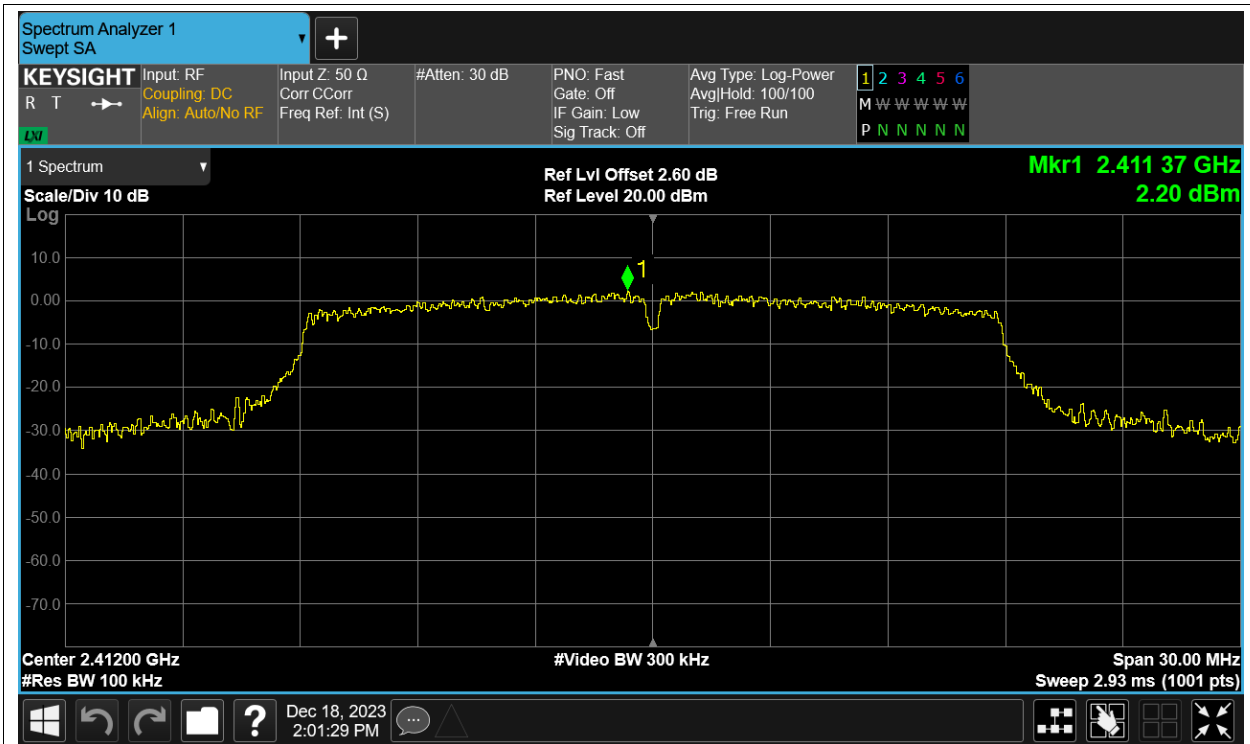 Spectrum Analyzer 1
Swept SA
KEYSIGHT
R T
LXI
Input: RF
Coupling: DC
Align: Auto/No RF
Input Z: 50 Ω
Corr CCorr
Freq Ref: Int (S)
#Atten: 30 dB
PNO: Fast
Gate: Off
IF Gain: Low
Sig Track: Off
Avg Type: Log-Power
Avg|Hold: 100/100
Trig: Free Run
1 2 3 4 5 6
M W W W W W
P N N N N N
1 Spectrum
Scale/Div 10 dB
Log
Ref Lvl Offset 2.60 dB
Ref Level 20.00 dBm
Mkr1 2.411 37 GHz
2.20 dBm
1
10.0
0.00
-10.0
-20.0
-30.0
-40.0
-50.0
-60.0
-70.0
Center 2.41200 GHz
#Res BW 100 kHz
#Video BW 300 kHz
Span 30.00 MHz
Sweep 2.93 ms (1001 pts)
?
Dec 18, 2023
2:01:29 PM